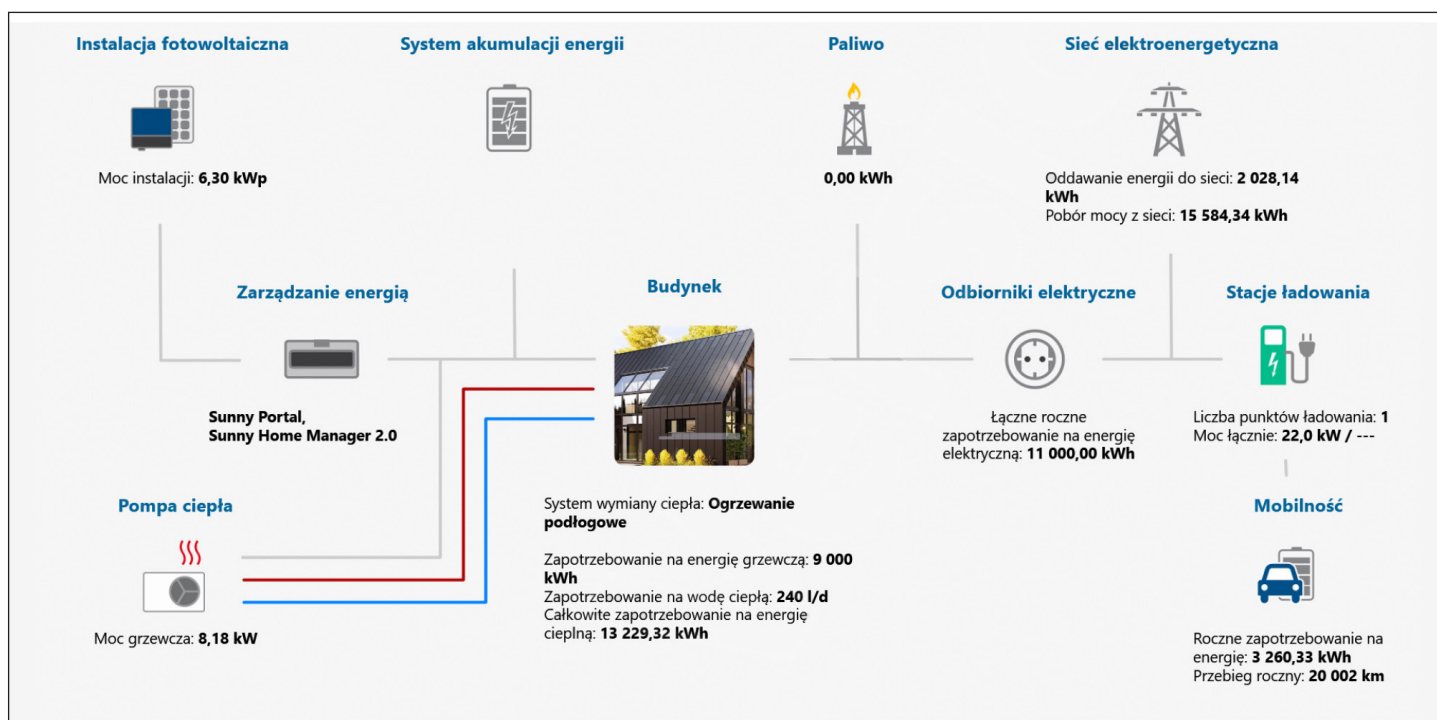 Instalacja fotowoltaiczna
System akumulacji energii
Paliwo
Sieć elektroenergetyczna
Moc instalacji: 6,30 kWp
0,00 kWh
Oddawanie energii do sieci: 2 028,14
kWh
Pobór mocy z sieci: 15 584,34 kWh
Zarządzanie energią
Budynek
Odbiorniki elektryczne
Stacje ładowania
Sunny Portal,
Sunny Home Manager 2.0
Łączne roczne
zapotrzebowanie na energię
elektryczną: 11 000,00 kWh
Liczba punktów ładowania: 1
Moc łącznie: 22,0 kW / ---
Pompa ciepła
System wymiany ciepła: Ogrzewanie
podłogowe
Zapotrzebowanie na energię grzewczą: 9 000
kWh
Zapotrzebowanie na wodę ciepłą: 240 l/d
Całkowite zapotrzebowanie na energię
cieplną: 13 229,32 kWh
Mobilność
Moc grzewcza: 8,18 kW
Roczne zapotrzebowanie na
energię: 3 260,33 kWh
Przebieg roczny: 20 002 km